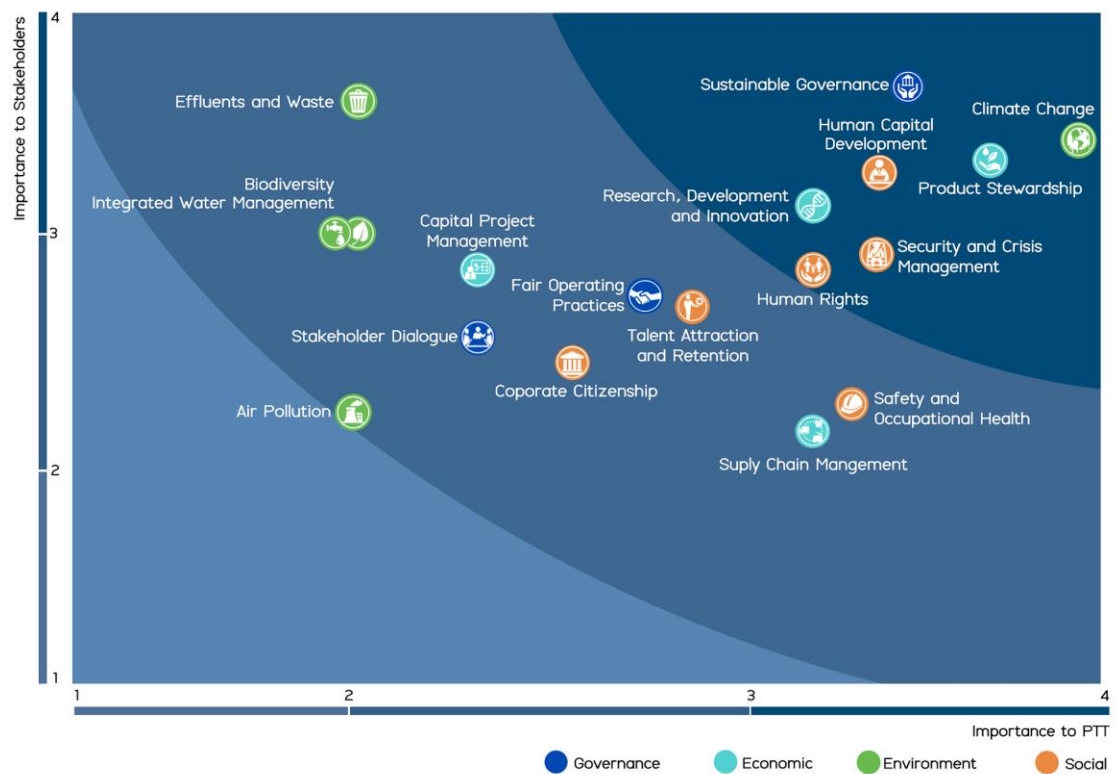 Importance to Stakeholders
4
3
2
1
Effluents and Waste
Sustainable Governance
Climate Change
Human Capital
Development
Product Stewardship
Biodiversity
Integrated Water Management
Research, Development
and Innovation
Capital Project
Management
Security and Crisis
Management
Fair Operating
Practices
Human Rights
Stakeholder Dialogue
Talent Attraction
and Retention
Coporate Citizenship
Air Pollution
Safety and
Occupational Health
Suply Chain Mangement
1
2
3
4
Importance to PTT
Governance
Economic
Environment
Social